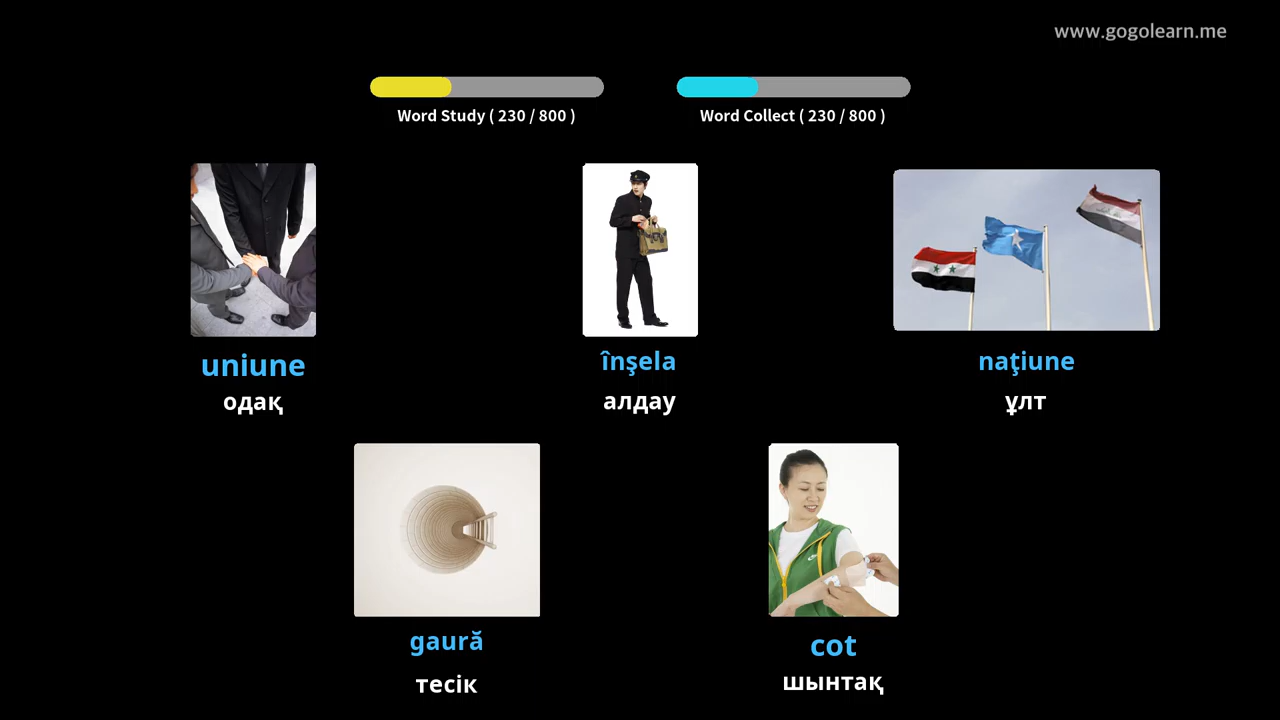 www.gogolearn.me
Word Study ( 230 / 800 )
Word Collect ( 230 / 800 )
uniune
одақ
înşela
алдау
naţiune
ұлт
gaură
тесік
cot
шынтақ